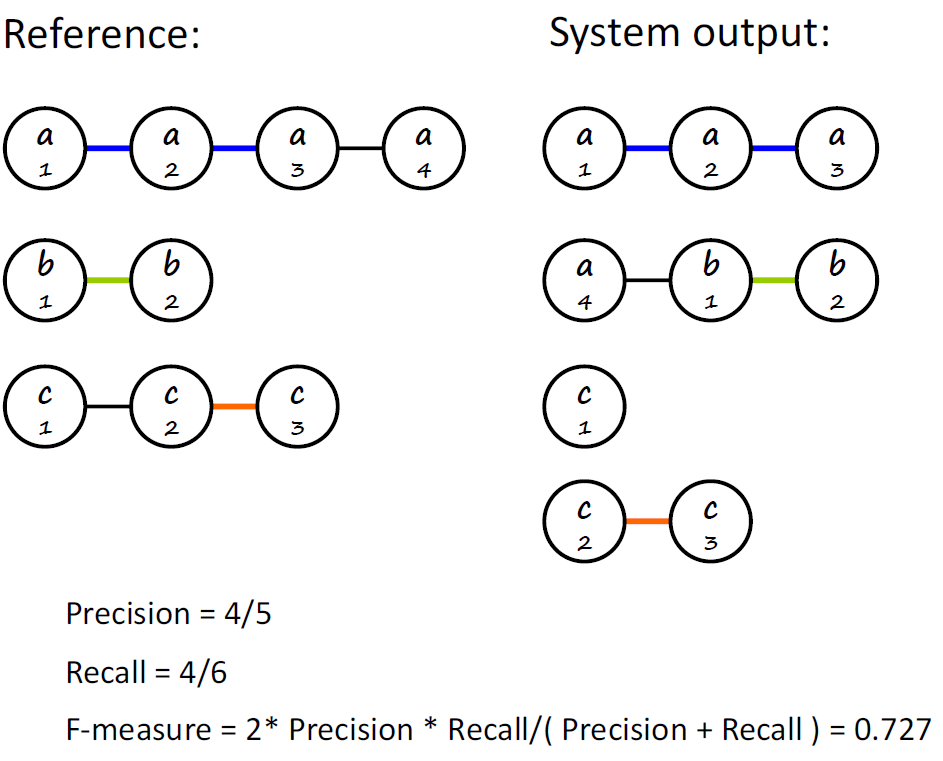 Reference:
System output:
a a a a
1 2 3 4
a a a
1 2 3
b b
1 2
a b b
4 1 2
c c c
1 2 3
c
1
c c
2 3
Precision = 4/5
Recall = 4/6
F-measure = 2* Precision * Recall/( Precision + Recall ) = 0.727